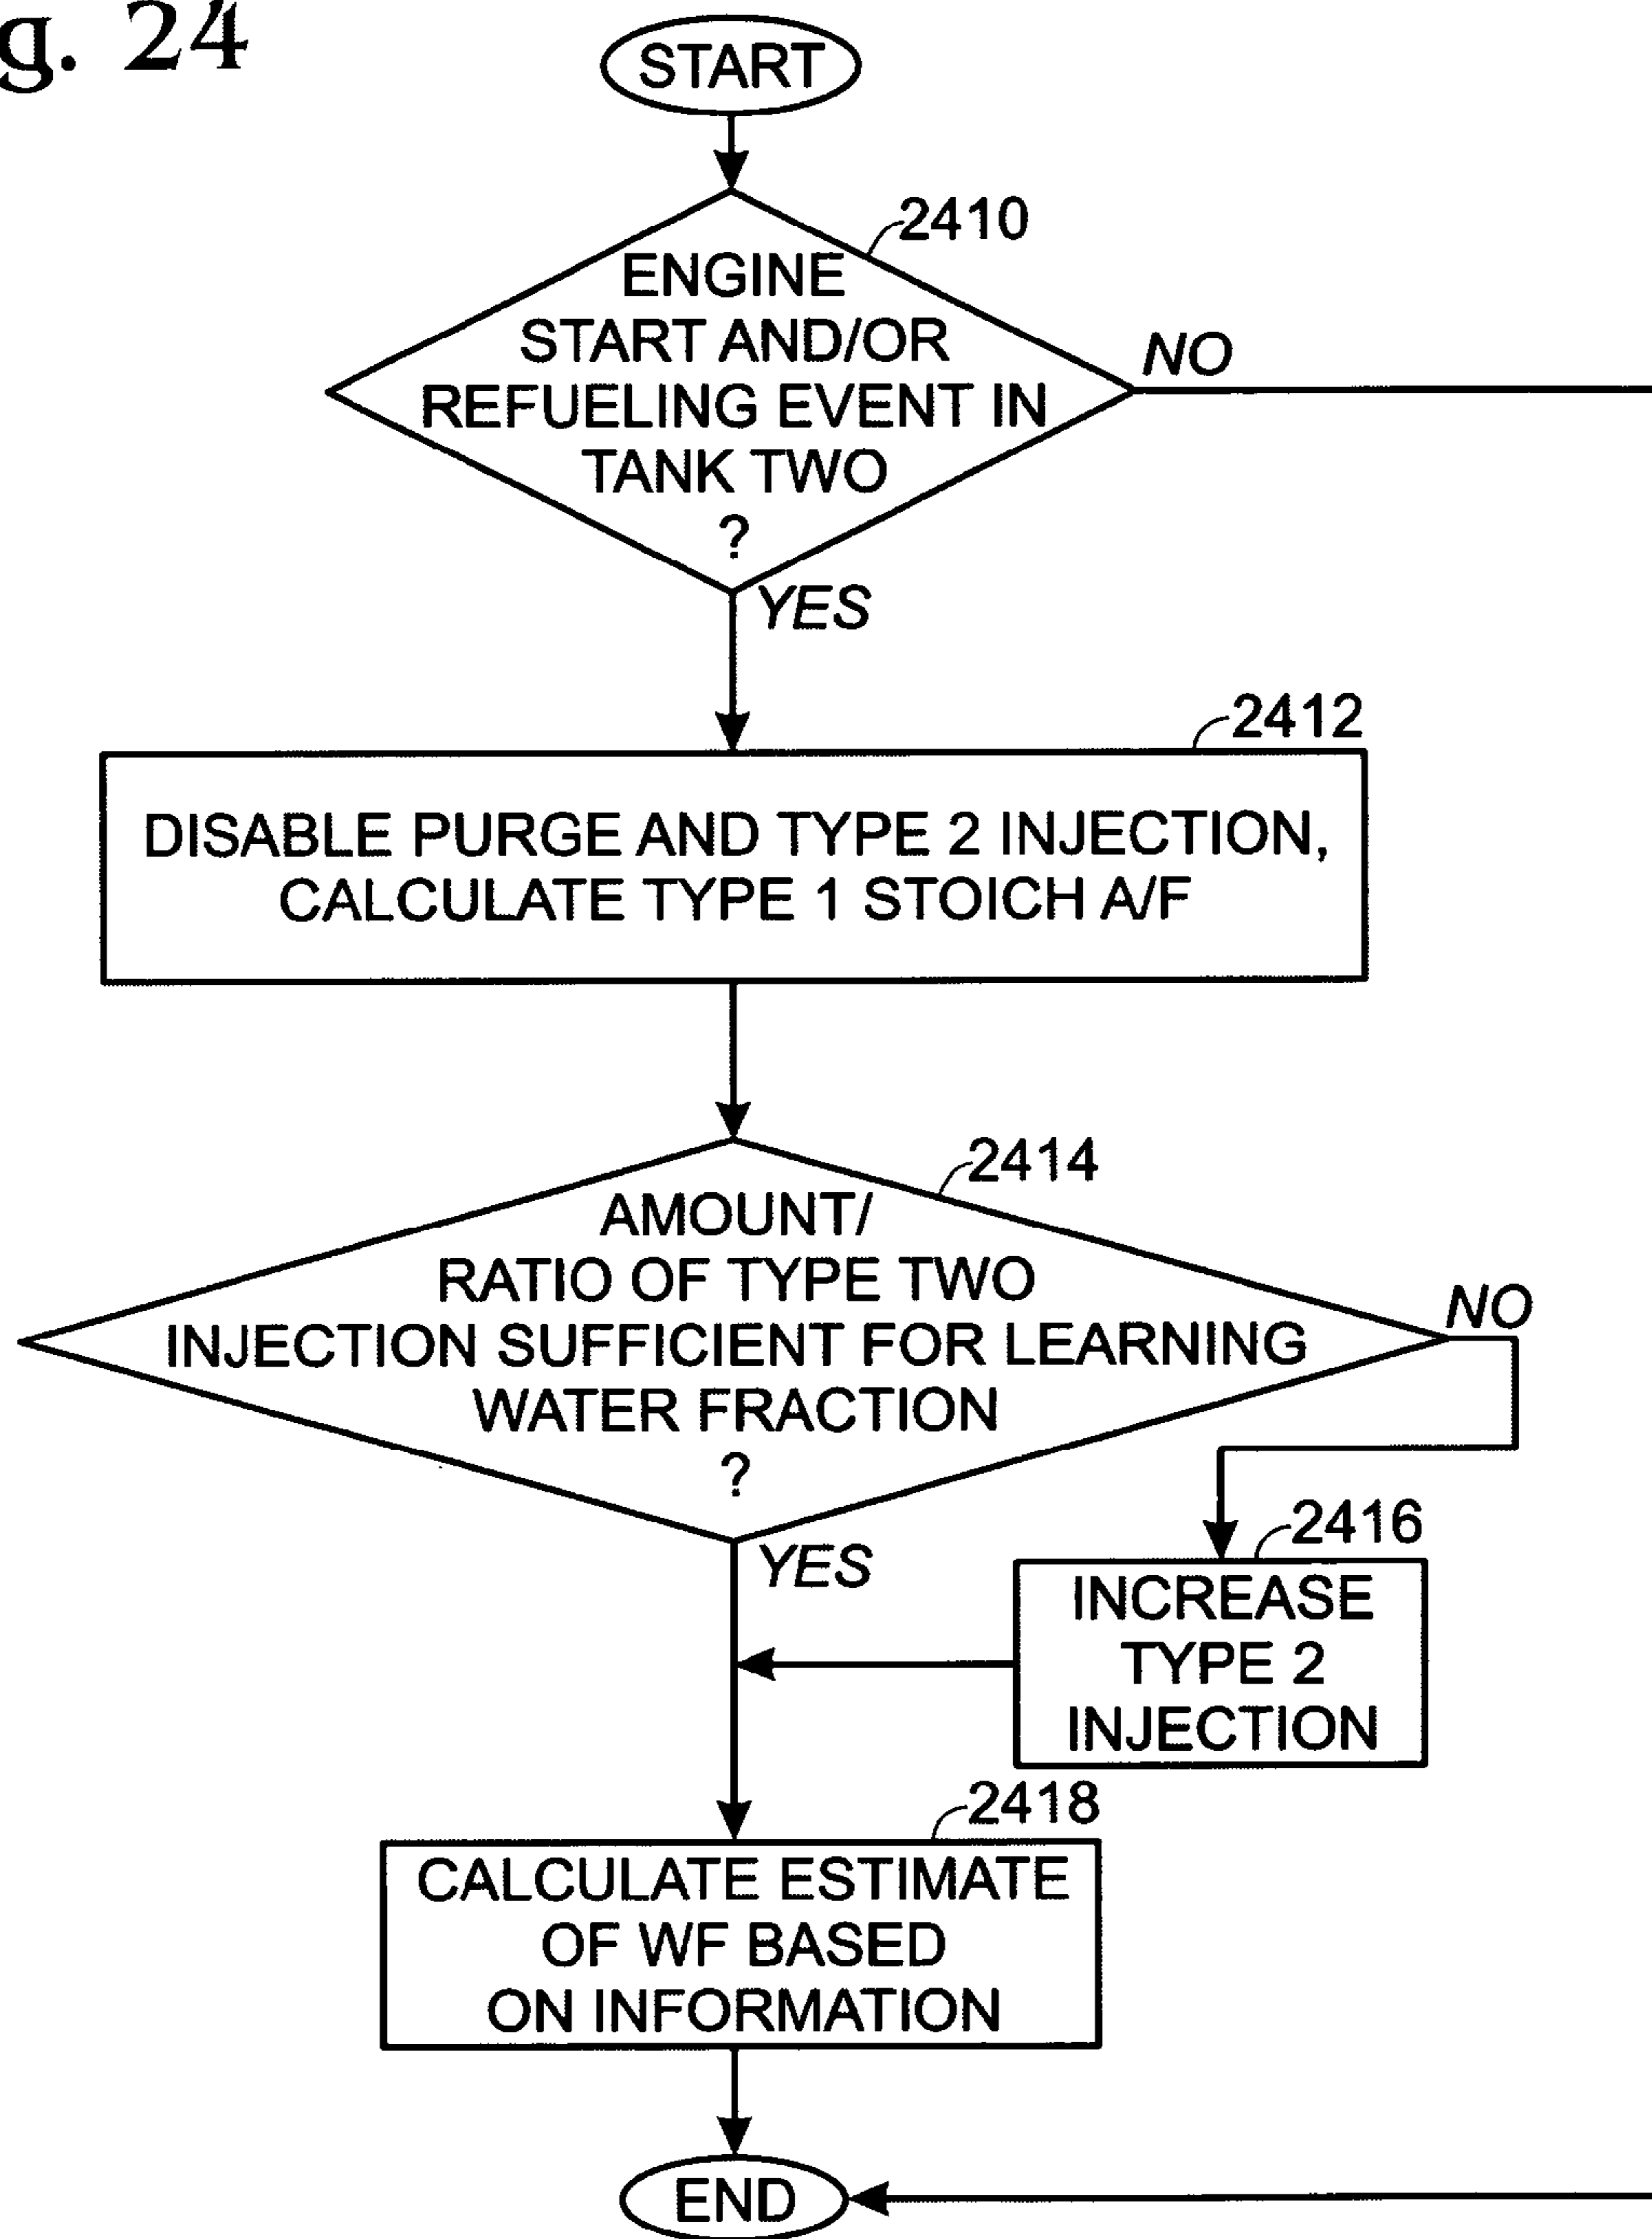 g. 24
START
2410
ENGINE
START AND/OR
REFUELING EVENT IN
TANK TWO
?
NO
YES
2412
DISABLE PURGE AND TYPE 2 INJECTION,
CALCULATE TYPE 1 STOICH A/F
2414
AMOUNT/
RATIO OF TYPE TWO
INJECTION SUFFICIENT FOR LEARNING
WATER FRACTION
?
NO
YES
2416
INCREASE
TYPE 2
INJECTION
2418
CALCULATE ESTIMATE
OF WF BASED
ON INFORMATION
END